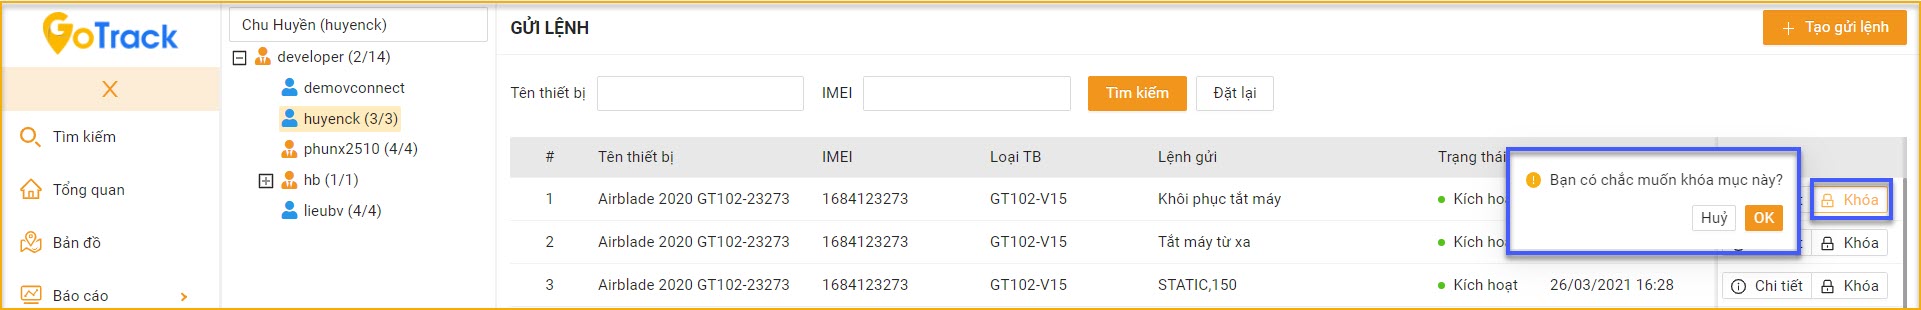 GoTrack
X
Tìm kiếm
Tổng quan
Bản đồ
Báo cáo
Chu Huyền (huyenck)
developer (2/14)
demovconnect
huyenck (3/3)
phunx2510 (4/4)
hb (1/1)
lieubv (4/4)
GỬI LỆNH
+ Tạo gửi lệnh
Tên thiết bị IMEI Tìm kiếm Đặt lại
# Tên thiết bị IMEI Loại TB Lệnh gửi Trạng thái
1 Airblade 2020 GT102-23273 1684123273 GT102-V15 Khôi phục tắt máy Kích hoạt Khóa
2 Airblade 2020 GT102-23273 1684123273 GT102-V15 Tắt máy từ xa Kích hoạt Khóa
3 Airblade 2020 GT102-23273 1684123273 GT102-V15 STATIC,150 Kích hoạt 26/03/2021 16:28 Chi tiết Khóa
Bạn có chắc muốn khóa mục này?
Huỷ OK